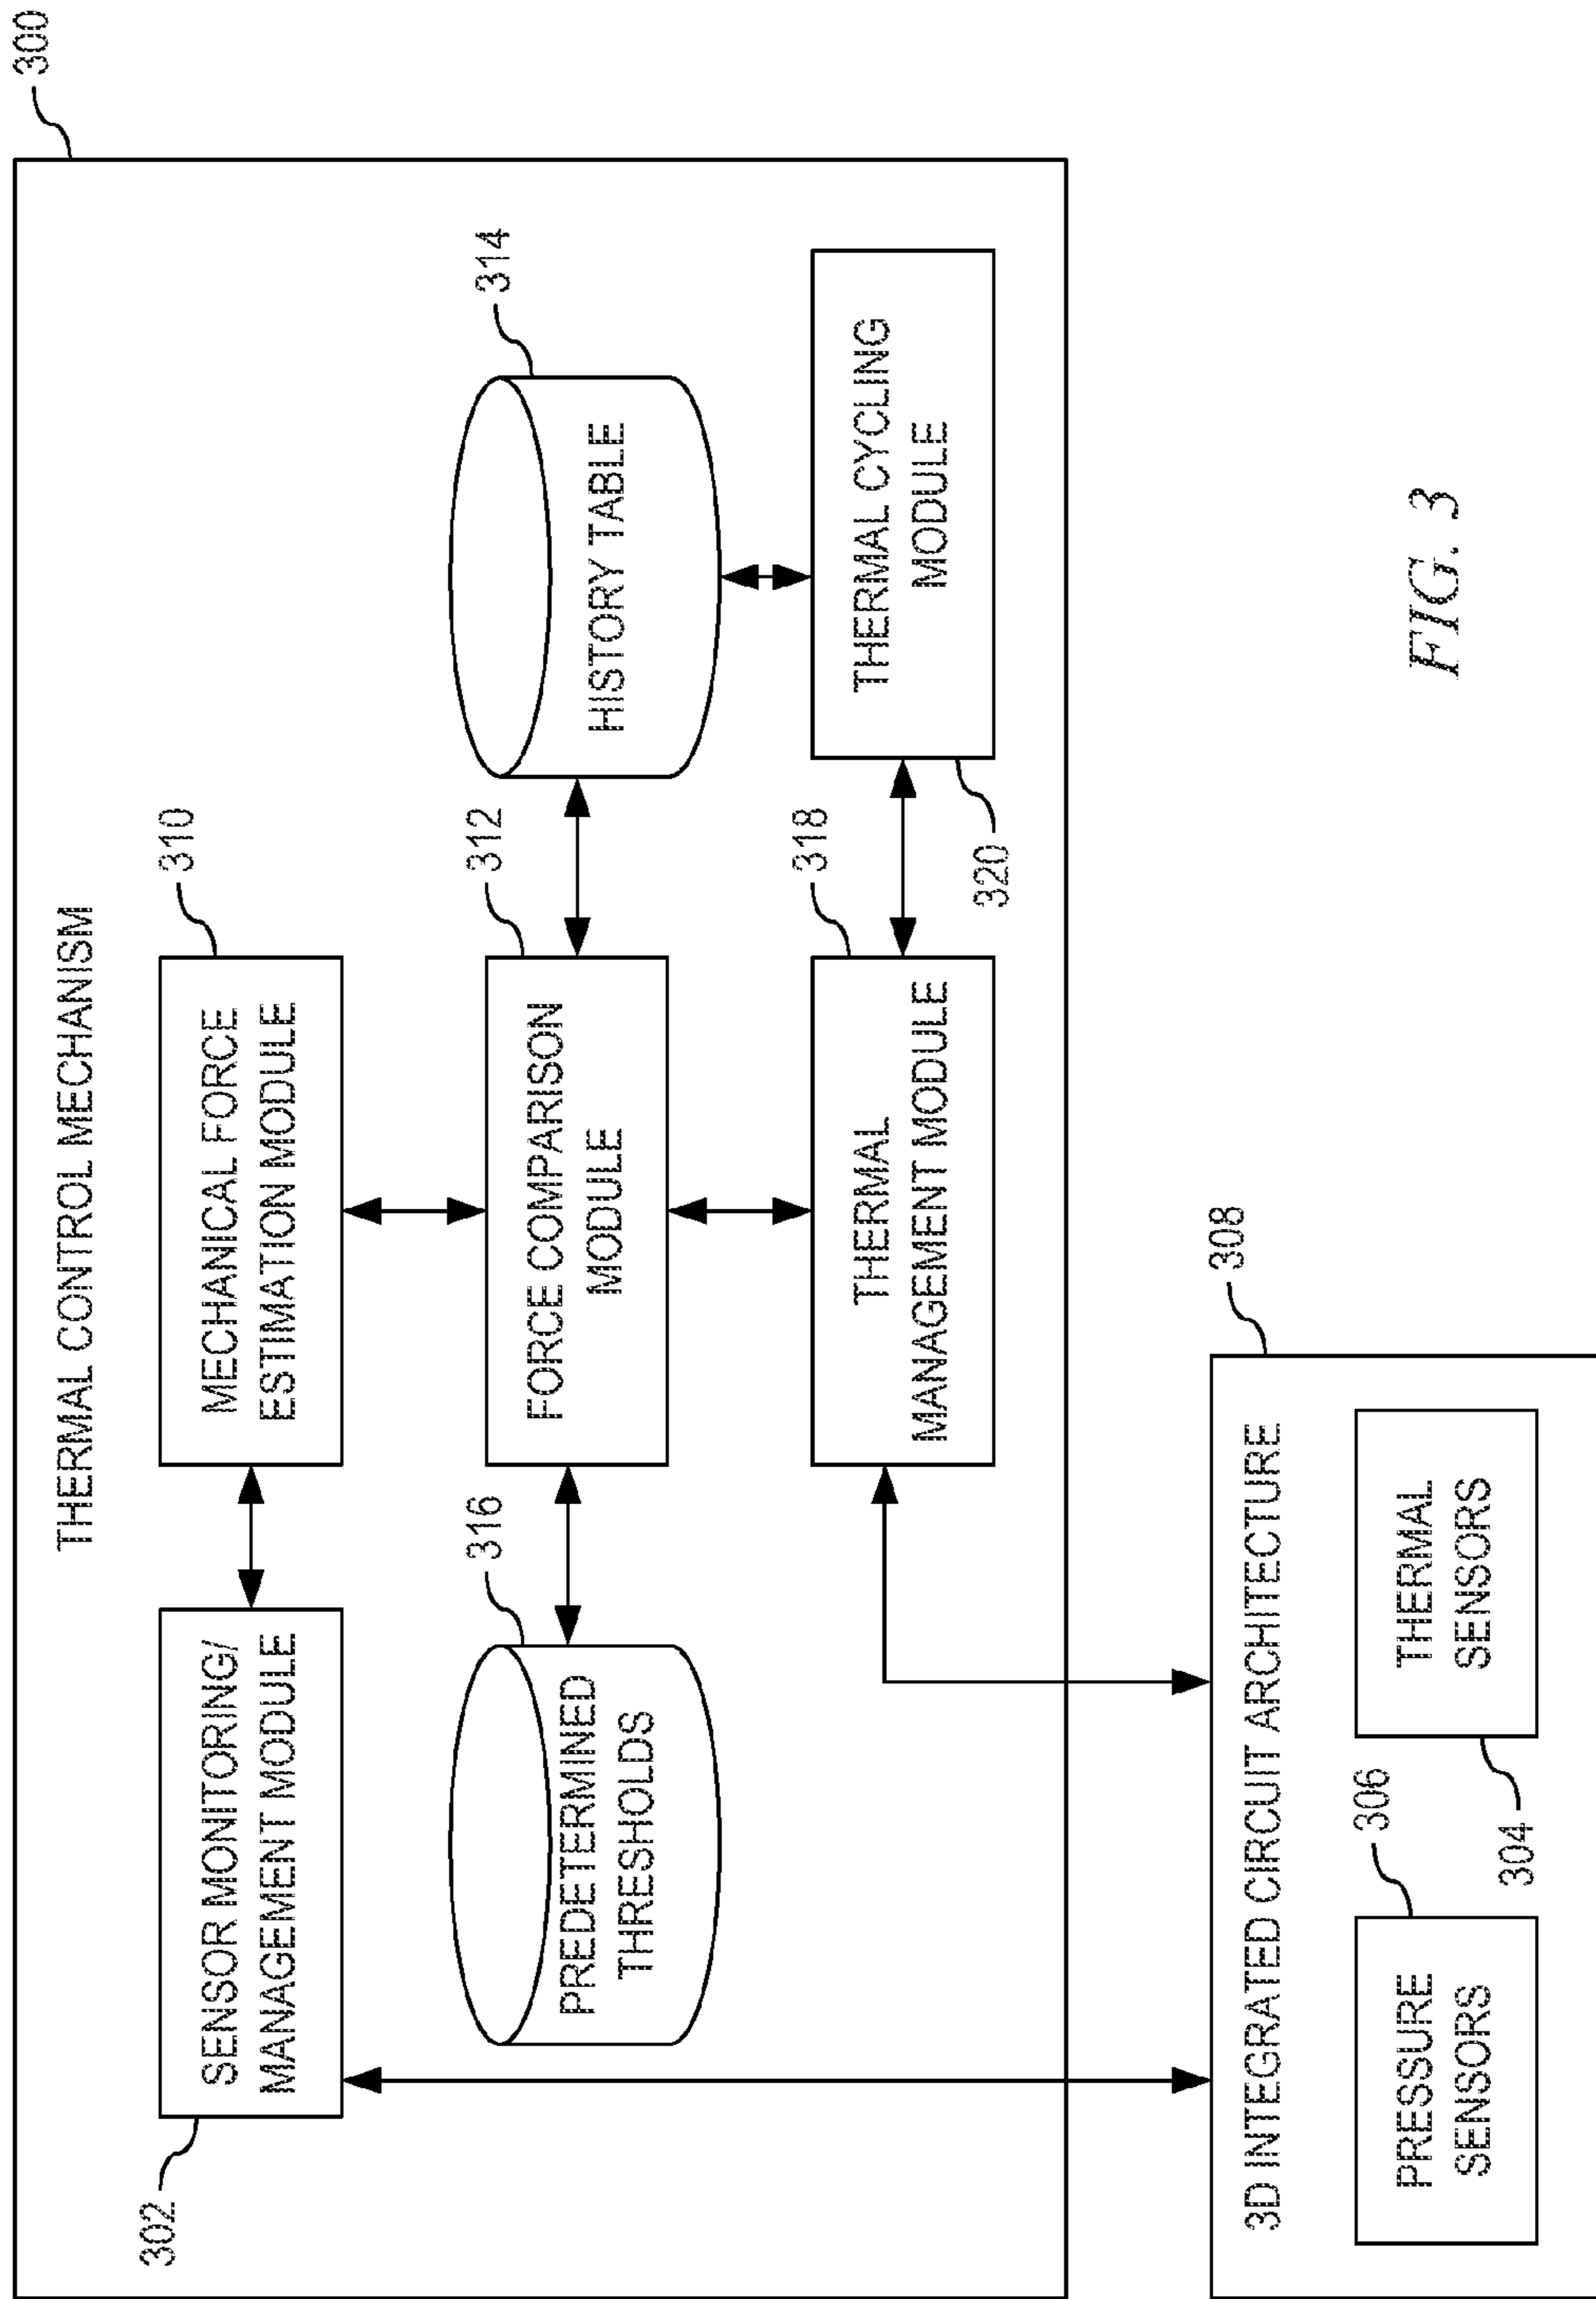 300
THERMAL CONTROL MECHANISM
302
SENSOR MONITORING/
MANAGEMENT MODULE
310
MECHANICAL FORCE
ESTIMATION MODULE
316
PREDETERMINED
THRESHOLDS
312
FORCE COMPARISON
MODULE
314
HISTORY TABLE
318
THERMAL
MANAGEMENT MODULE
320
THERMAL CYCLING
MODULE
308
3D INTEGRATED CIRCUIT ARCHITECTURE
306
PRESSURE
SENSORS
304
THERMAL
SENSORS
FIG. 3